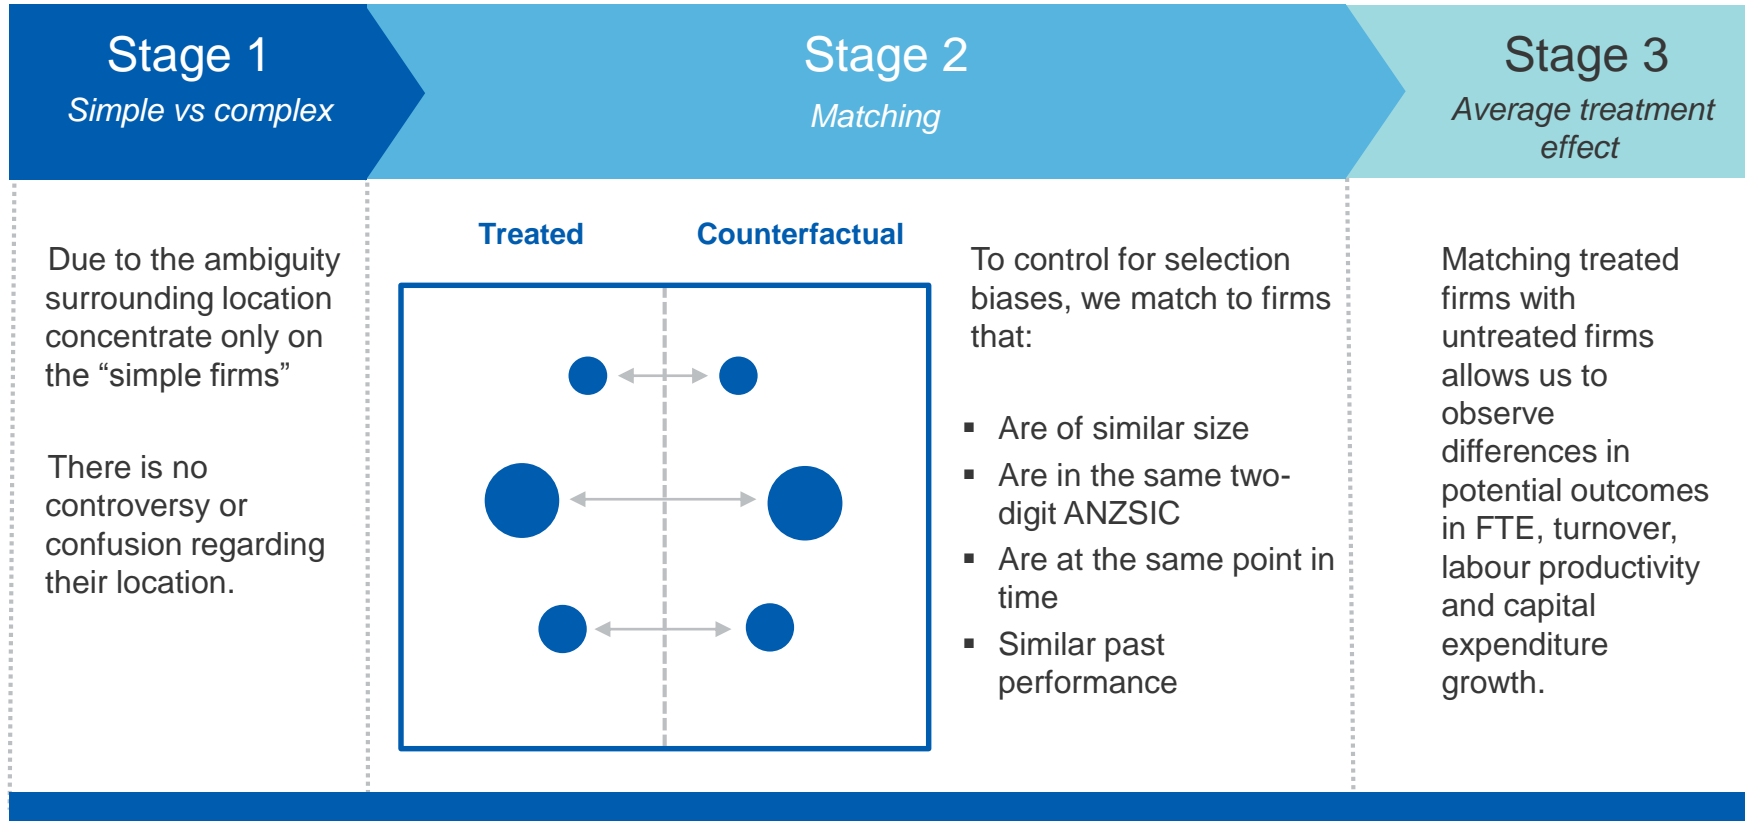 Stage 1
Simple vs complex
Stage 2
Matching
Stage 3
Average treatment
effect
Due to the ambiguity
surrounding location
concentrate only on
the “simple firms”
There is no
controversy or
confusion regarding
their location.
Treated
Counterfactual
To control for selection
biases, we match to firms
that:
▪ Are of similar size
▪ Are in the same two-
digit ANZSIC
▪ Are at the same point in
time
▪ Similar past
performance
Matching treated
firms with
untreated firms
allows us to
observe
differences in
potential outcomes
in FTE, turnover,
labour productivity
and capital
expenditure
growth.